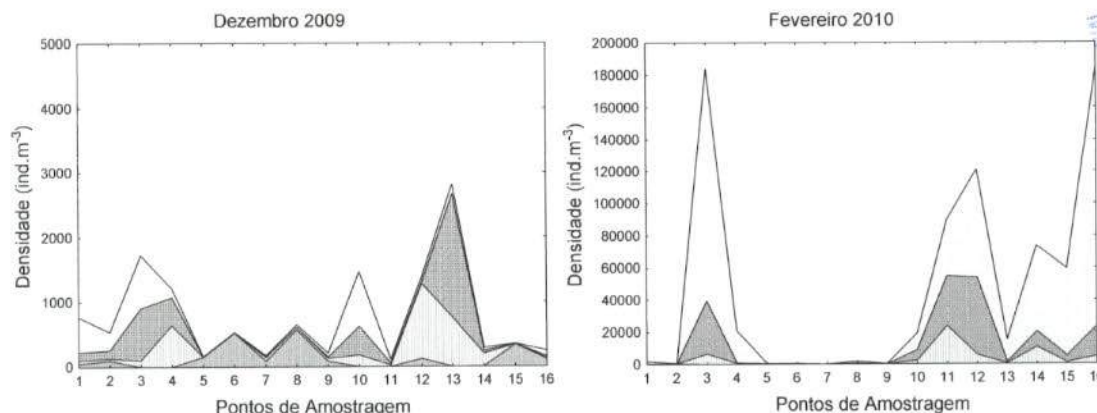 Dezembro 2009
5000
4000
3000
2000
1000
0
Densidade (ind.m-3)
1 2 3 4 5 6 7 8 9 10 11 12 13 14 15 16
Pontos de Amostragem
Fevereiro 2010
200000
180000
160000
140000
120000
100000
80000
60000
40000
20000
0
Densidade (ind.m-3)
1 2 3 4 5 6 7 8 9 10 11 12 13 14 15 16
Pontos de Amostragem